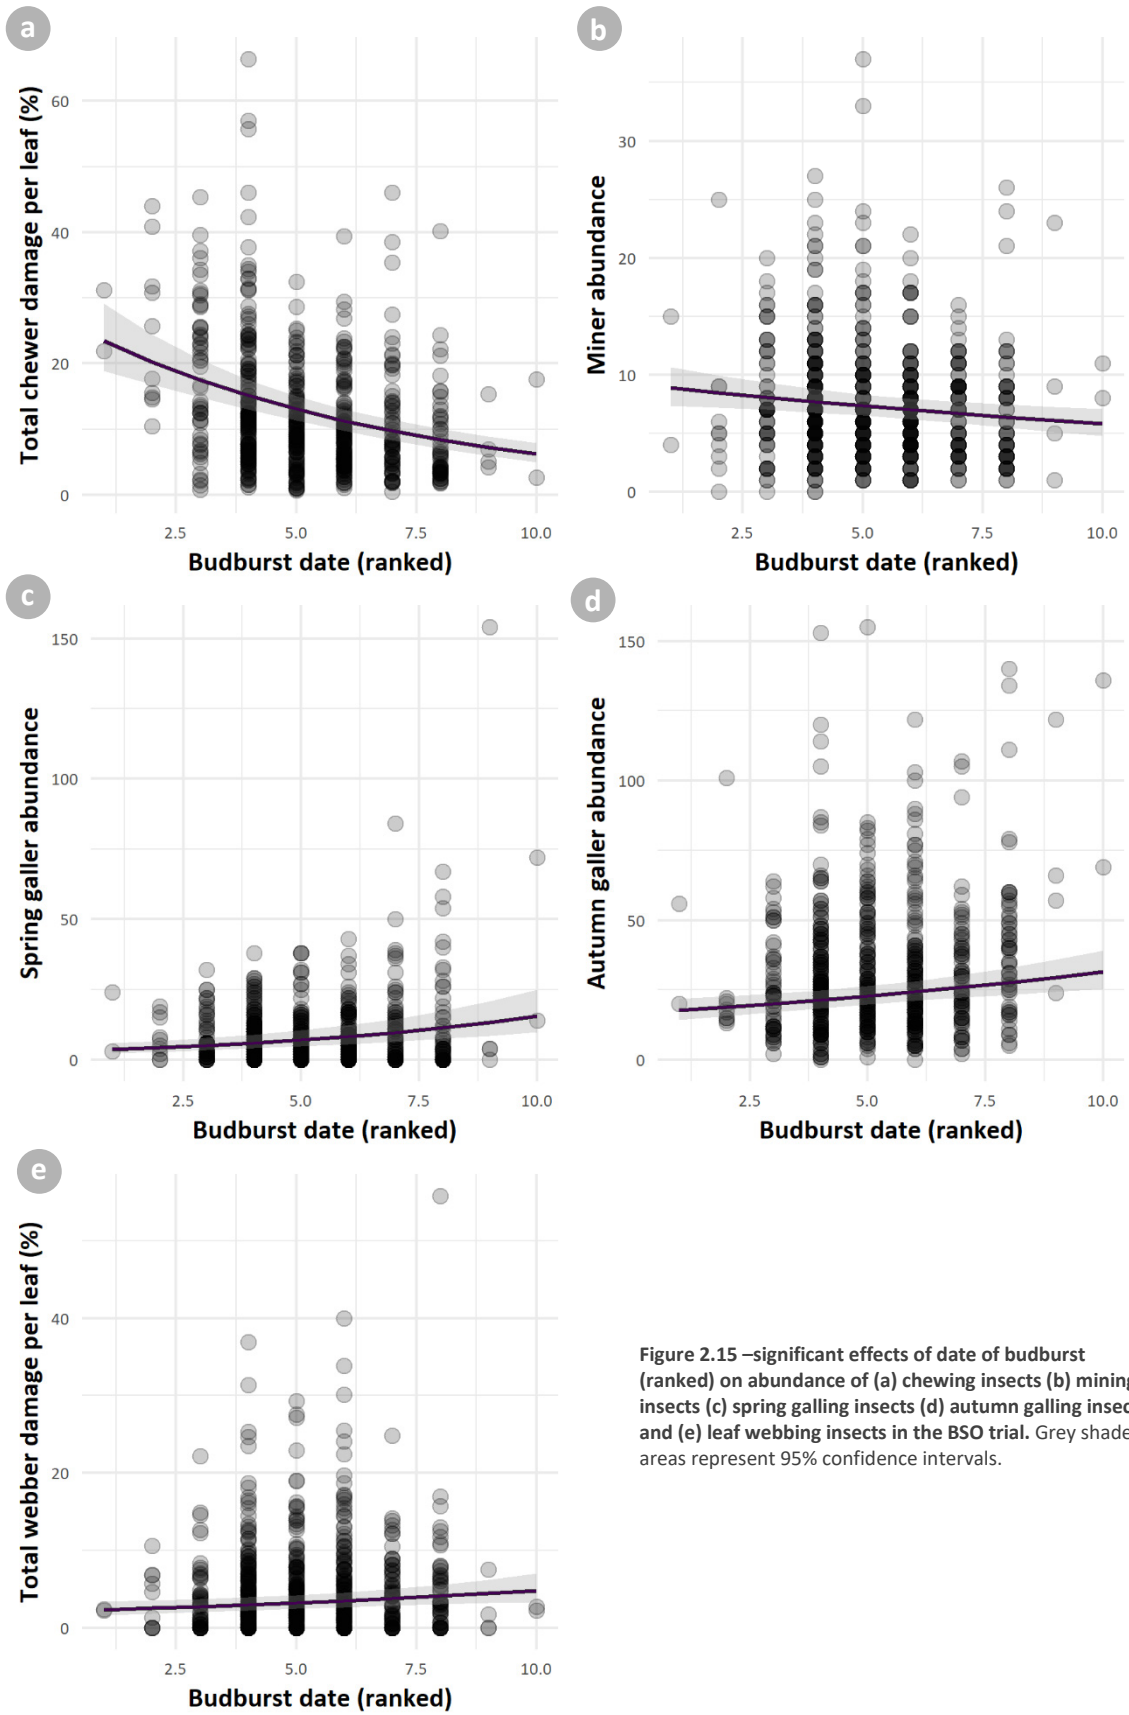 a
Total chewer damage per leaf (%)
60
40
20
0
2.5 5.0 7.5 10.0
Budburst date (ranked)
b
Miner abundance
30
20
10
0
2.5 5.0 7.5 10.0
Budburst date (ranked)
c
Spring galler abundance
150
100
50
0
2.5 5.0 7.5 10.0
Budburst date (ranked)
d
Autumn galler abundance
150
100
50
0
2.5 5.0 7.5 10.0
Budburst date (ranked)
e
Total webber damage per leaf (%)
40
20
0
2.5 5.0 7.5 10.0
Budburst date (ranked)
Figure 2.15 –significant effects of date of budburst
(ranked) on abundance of (a) chewing insects (b) mining
insects (c) spring galling insects (d) autumn galling insec
and (e) leaf webbing insects in the BSO trial. Grey shade
areas represent 95% confidence intervals.